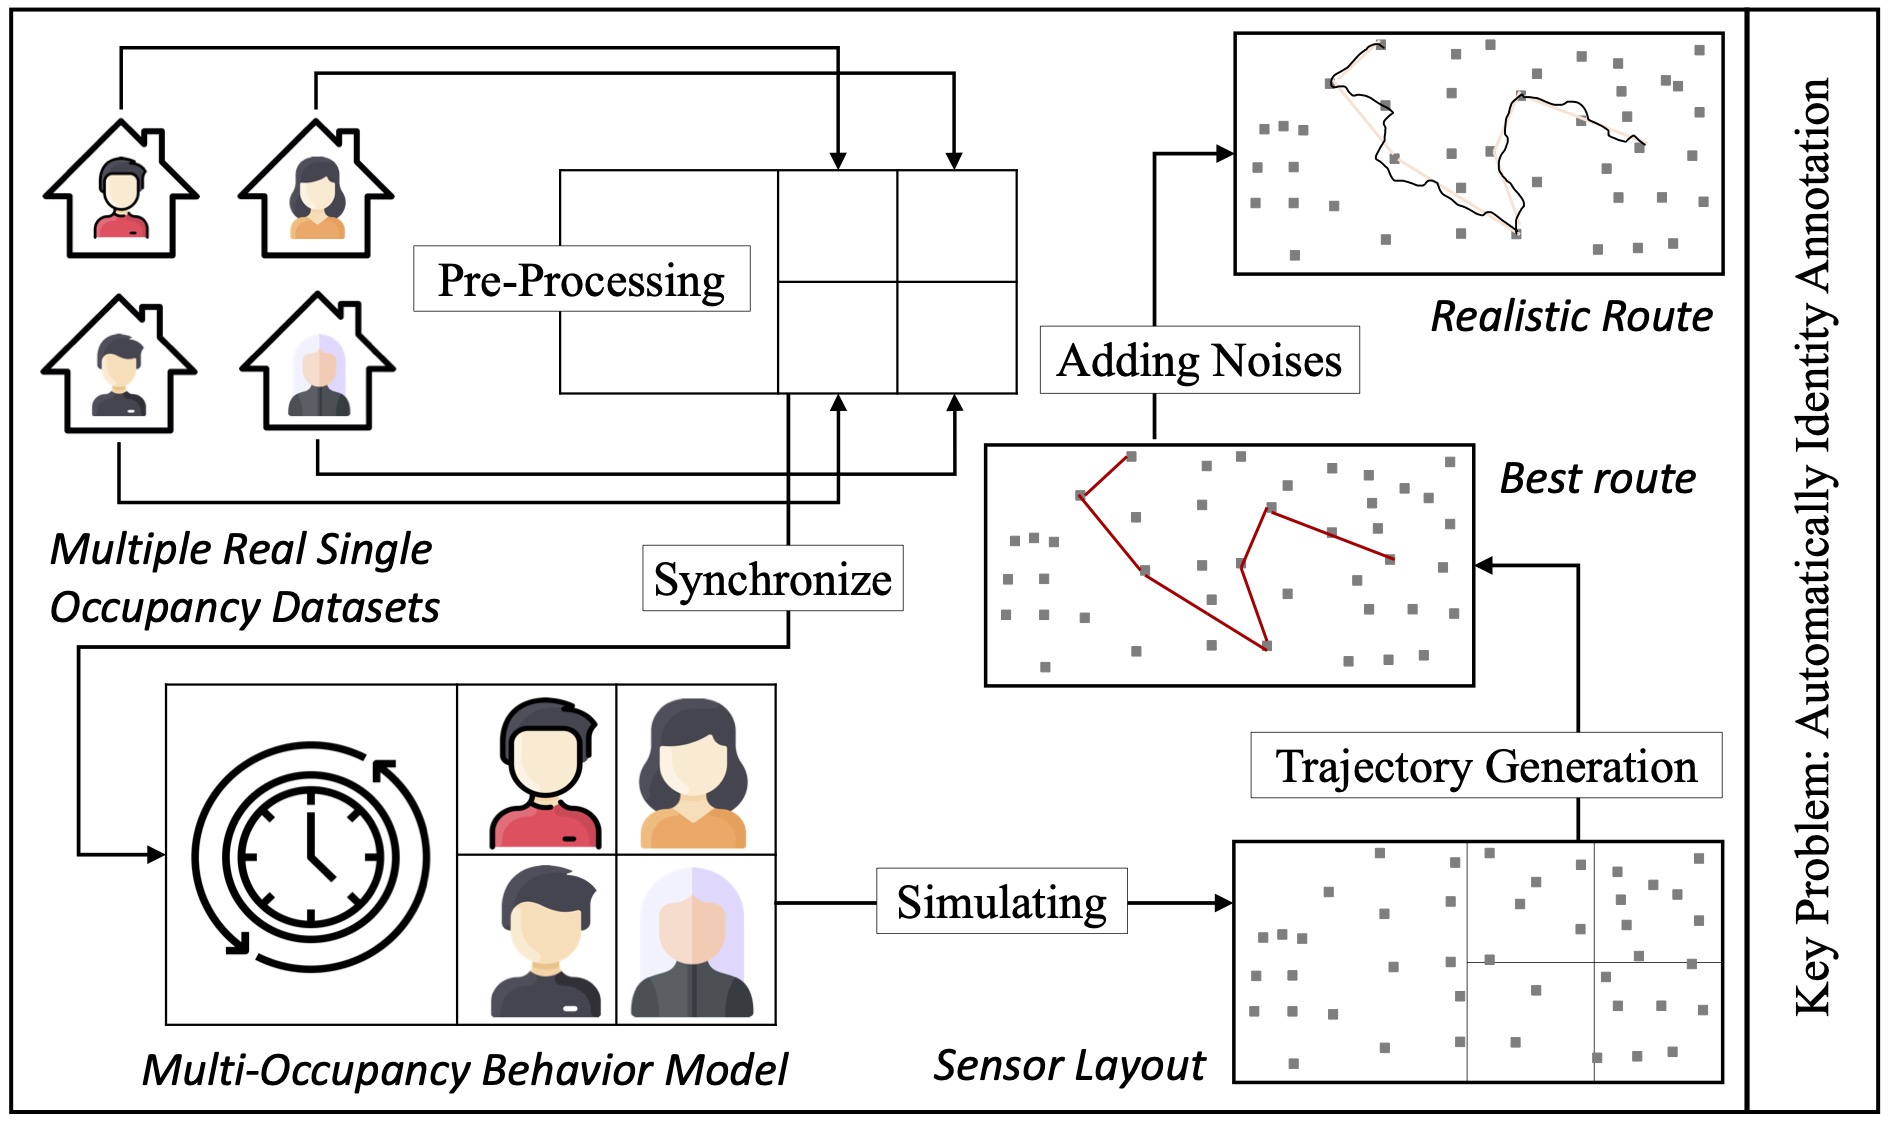 Pre-Processing
Multiple Real Single
Occupancy Datasets
Synchronize
Multi-Occupancy Behavior Model
Simulating
Sensor Layout
Trajectory Generation
Best route
Adding Noises
Realistic Route
Key Problem: Automatically Identity Annotation